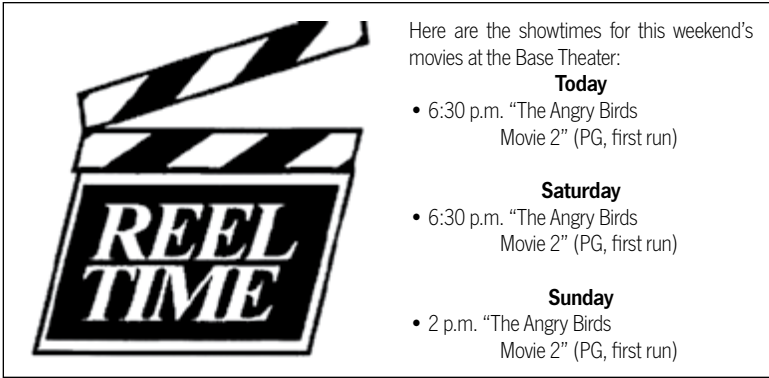 REEL
TIME
Here are the showtimes for this weekend’s
movies at the Base Theater:
Today
• 6:30 p.m. “The Angry Birds
Movie 2” (PG, first run)
Saturday
• 6:30 p.m. “The Angry Birds
Movie 2” (PG, first run)
Sunday
• 2 p.m. “The Angry Birds
Movie 2” (PG, first run)